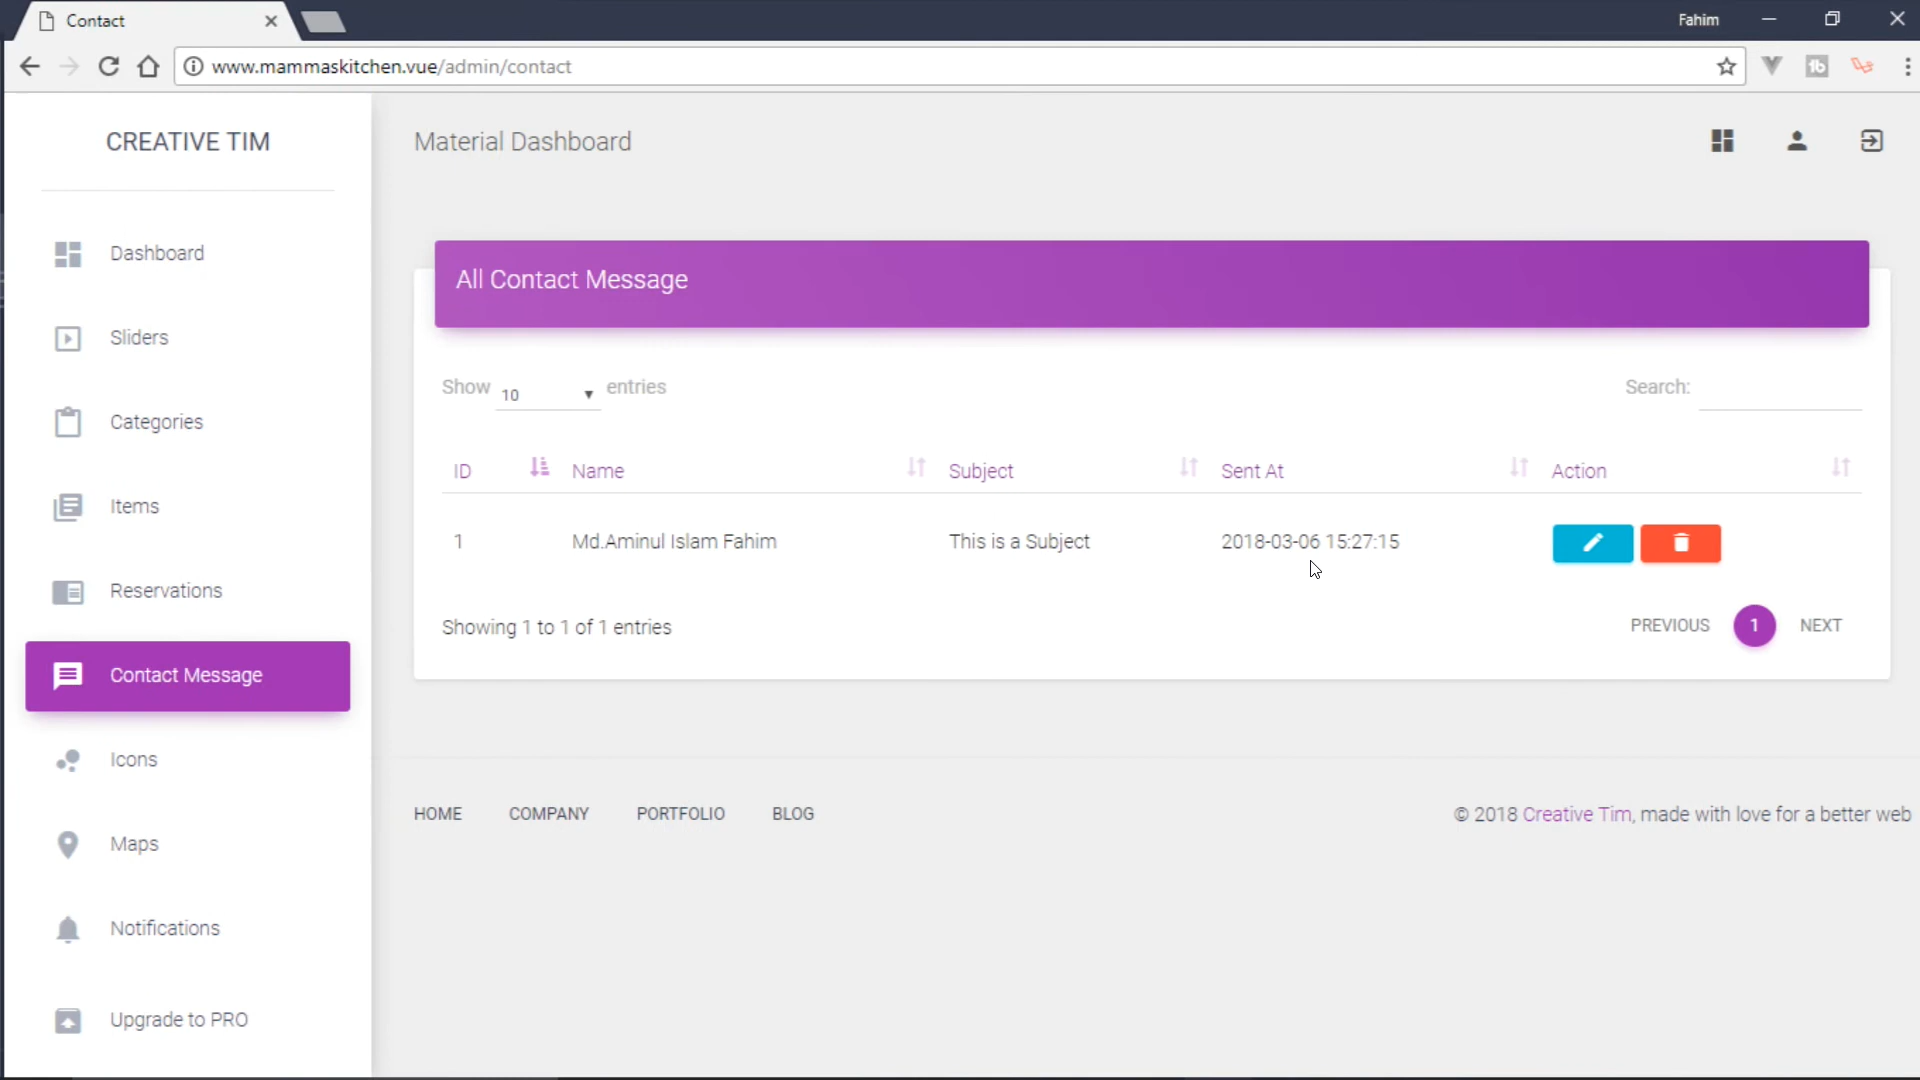 Contact
Fahim
www.mammaskitchen.vue/admin/contact
CREATIVE TIM
Material Dashboard
Dashboard
Sliders
Categories
Items
Reservations
Contact Message
Icons
Maps
Notifications
Upgrade to PRO
All Contact Message
Show 10 entries
Search:
ID Name Subject Sent At Action
1 Md.Aminul Islam Fahim This is a Subject 2018-03-06 15:27:15
Showing 1 to 1 of 1 entries
PREVIOUS 1 NEXT
HOME COMPANY PORTFOLIO BLOG
© 2018 Creative Tim, made with love for a better web